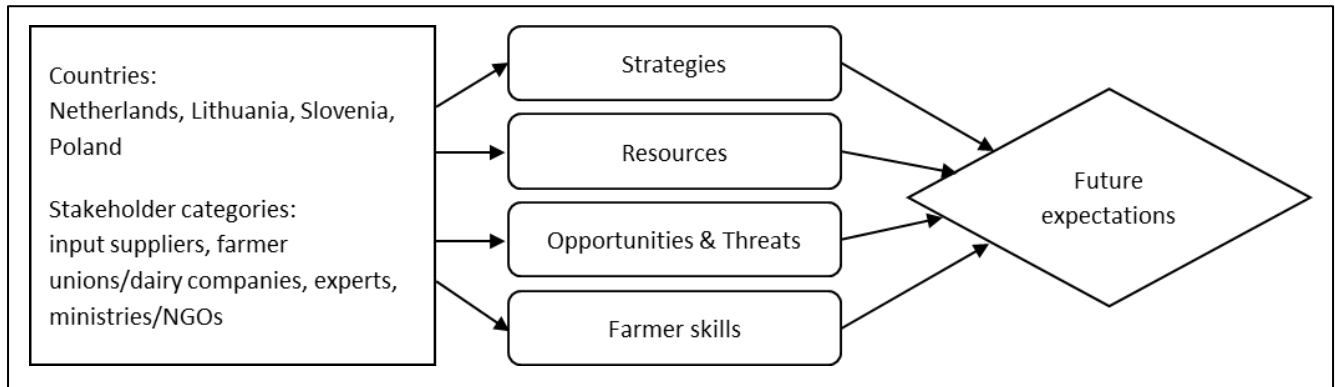 Countries:
Netherlands, Lithuania, Slovenia,
Poland
Stakeholder categories:
input suppliers, farmer
unions/dairy companies, experts,
ministries/NGOs
Strategies
Resources
Opportunities & Threats
Farmer skills
Future
expectations